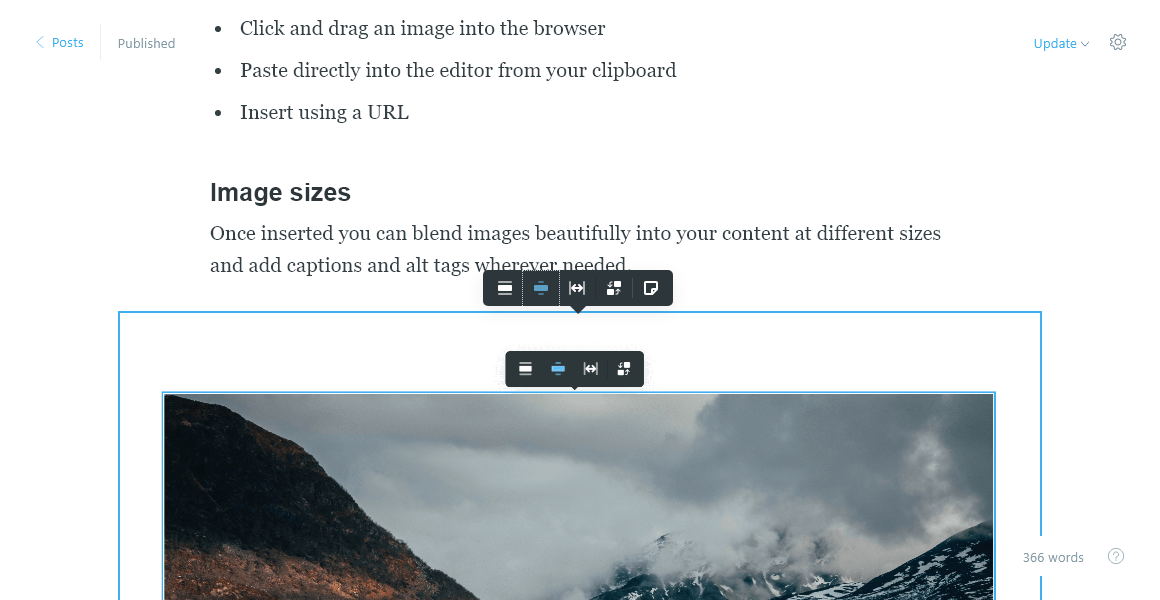 Posts
Published
Update
Click and drag an image into the browser
Paste directly into the editor from your clipboard
Insert using a URL
Image sizes
Once inserted you can blend images beautifully into your content at different sizes
and add captions and alt tags wherever needed.
366 words
?